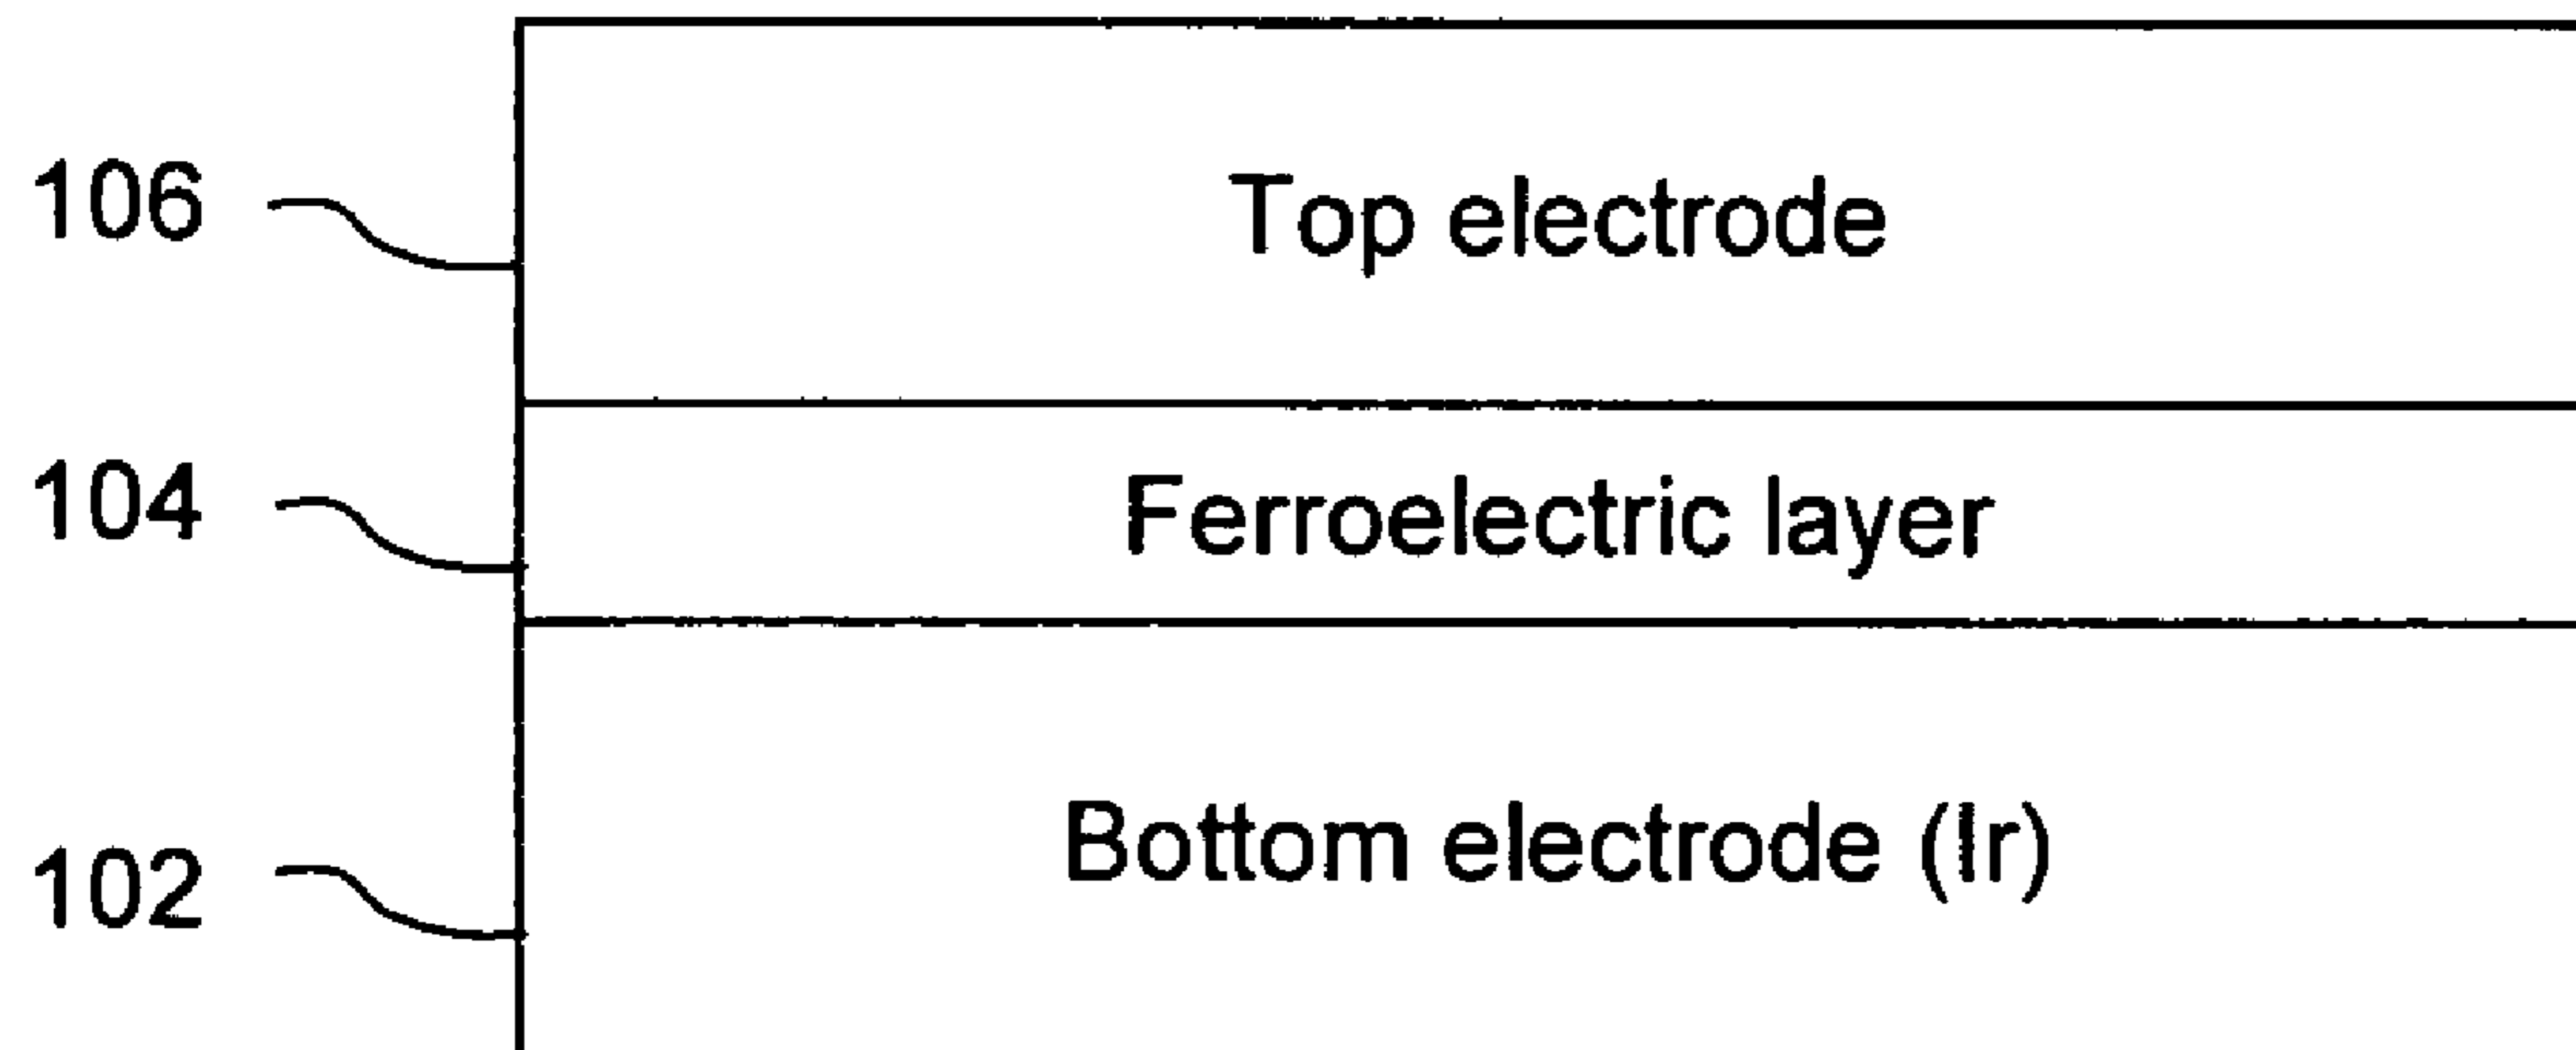 106
Top electrode
104
Ferroelectric layer
102
Bottom electrode (Ir)